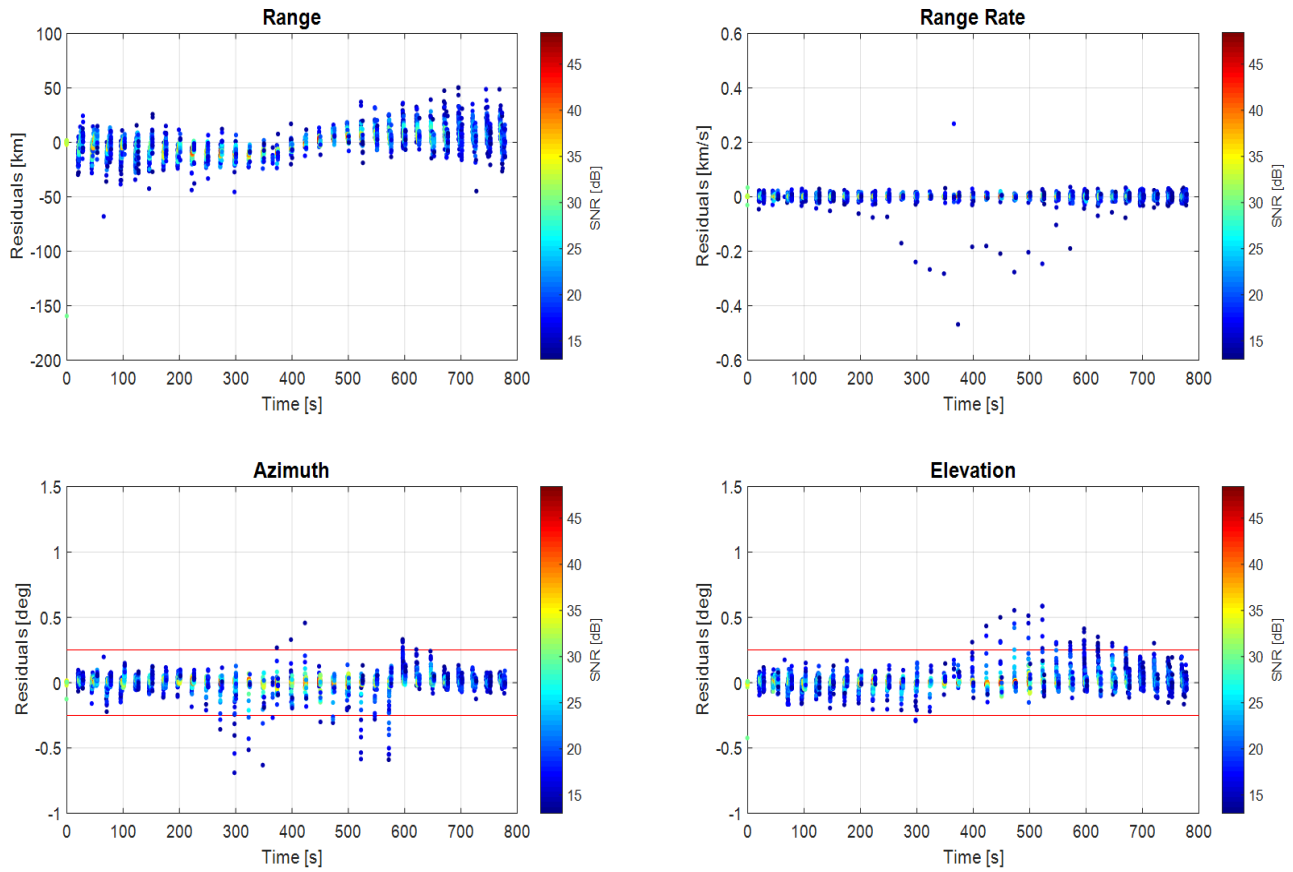 Range
Residuals [km]
100
50
0
-50
-100
-150
-200
0 100 200 300 400 500 600 700 800
Time [s]
45
40
35
30
25
20
15
SNR [dB]
Range Rate
Residuals [km/s]
0.6
0.4
0.2
0
-0.2
-0.4
-0.6
0 100 200 300 400 500 600 700 800
Time [s]
45
40
35
30
25
20
15
SNR [dB]
Azimuth
Residuals [deg]
1.5
1
0.5
0
-0.5
-1
0 100 200 300 400 500 600 700 800
Time [s]
45
40
35
30
25
20
15
SNR [dB]
Elevation
Residuals [deg]
1.5
1
0.5
0
-0.5
-1
0 100 200 300 400 500 600 700 800
Time [s]
45
40
35
30
25
20
15
SNR [dB]